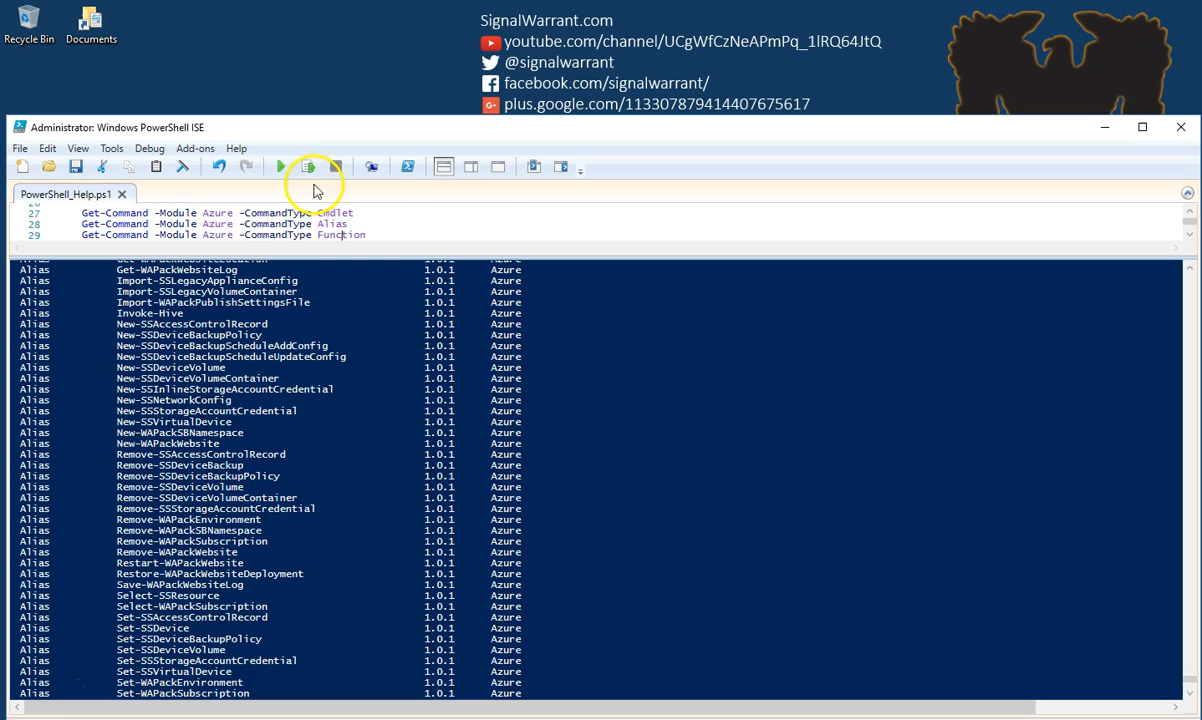 Recycle Bin
Documents
SignalWarrant.com
youtube.com/channel/UCgWfCzNeAPmPq_1lRQ64JtQ
@signalwarrant
facebook.com/signalwarrant/
plus.google.com/113307879414407675617
Administrator: Windows PowerShell ISE
File Edit View Tools Debug Add-ons Help
PowerShell_Help.ps1
27 Get-Command -Module Azure -CommandType Cmdlet
28 Get-Command -Module Azure -CommandType Alias
29 Get-Command -Module Azure -CommandType Function
Alias Get-WAPackWebsiteLocation 1.0.1 Azure
Alias Get-WAPackWebsiteLog 1.0.1 Azure
Alias Import-SSLegacyApplianceConfig 1.0.1 Azure
Alias Import-SSLegacyVolumeContainer 1.0.1 Azure
Alias Import-WAPackPublishSettingsFile 1.0.1 Azure
Alias Invoke-Hive 1.0.1 Azure
Alias New-SSAccessControlRecord 1.0.1 Azure
Alias New-SSDeviceBackupPolicy 1.0.1 Azure
Alias New-SSDeviceBackupScheduleAddConfig 1.0.1 Azure
Alias New-SSDeviceBackupScheduleUpdateConfig 1.0.1 Azure
Alias New-SSDeviceVolume 1.0.1 Azure
Alias New-SSDeviceVolumeContainer 1.0.1 Azure
Alias New-SSInlineStorageAccountCredential 1.0.1 Azure
Alias New-SSNetworkConfig 1.0.1 Azure
Alias New-SSStorageAccountCredential 1.0.1 Azure
Alias New-SSVirtualDevice 1.0.1 Azure
Alias New-WAPackSBNamespace 1.0.1 Azure
Alias New-WAPackWebsite 1.0.1 Azure
Alias Remove-SSAccessControlRecord 1.0.1 Azure
Alias Remove-SSDeviceBackup 1.0.1 Azure
Alias Remove-SSDeviceBackupPolicy 1.0.1 Azure
Alias Remove-SSDeviceVolume 1.0.1 Azure
Alias Remove-SSDeviceVolumeContainer 1.0.1 Azure
Alias Remove-SSStorageAccountCredential 1.0.1 Azure
Alias Remove-WAPackEnvironment 1.0.1 Azure
Alias Remove-WAPackSBNamespace 1.0.1 Azure
Alias Remove-WAPackSubscription 1.0.1 Azure
Alias Remove-WAPackWebsite 1.0.1 Azure
Alias Restart-WAPackWebsite 1.0.1 Azure
Alias Restore-WAPackWebsiteDeployment 1.0.1 Azure
Alias Save-WAPackWebsiteLog 1.0.1 Azure
Alias Select-SSResource 1.0.1 Azure
Alias Select-WAPackSubscription 1.0.1 Azure
Alias Set-SSAccessControlRecord 1.0.1 Azure
Alias Set-SSDevice 1.0.1 Azure
Alias Set-SSDeviceBackupPolicy 1.0.1 Azure
Alias Set-SSDeviceVolume 1.0.1 Azure
Alias Set-SSStorageAccountCredential 1.0.1 Azure
Alias Set-SSVirtualDevice 1.0.1 Azure
Alias Set-WAPackEnvironment 1.0.1 Azure
Alias Set-WAPackSubscription 1.0.1 Azure